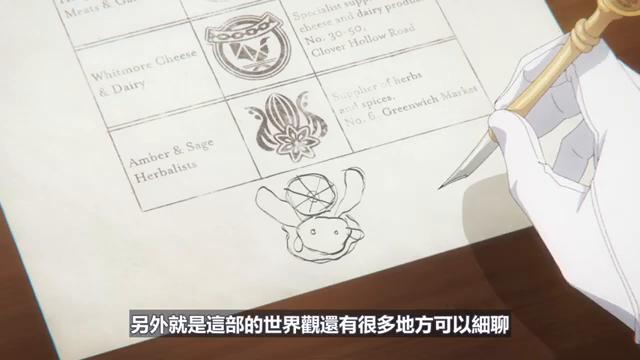 Meats & Ga
Specialist supp
cheese and dairy produ
No. 30-50,
Clover Hollow Road
Whitmore Cheese
& Dairy
Supplier of herbs
and spices.
No. 6, Greenwich Market
Amber & Sage
Herbalists
另外就是這部的世界觀還有很多地方可以細聊